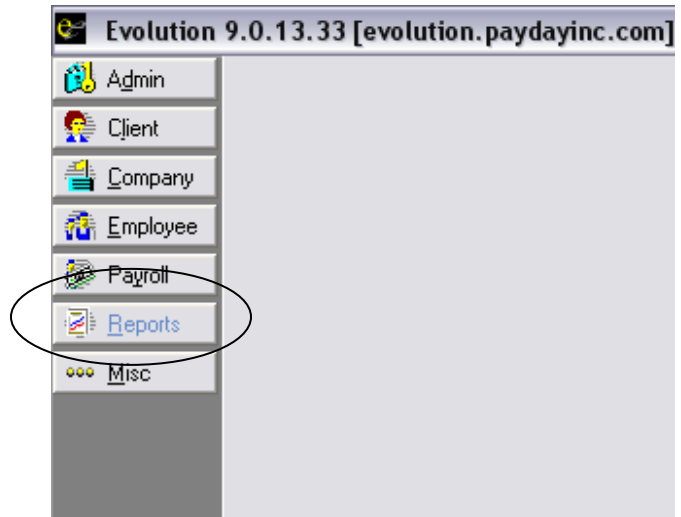 Evolution 9.0.13.33 [evolution.paydayinc.com]
Admin
Client
Company
Employee
Payroll
Reports
Misc